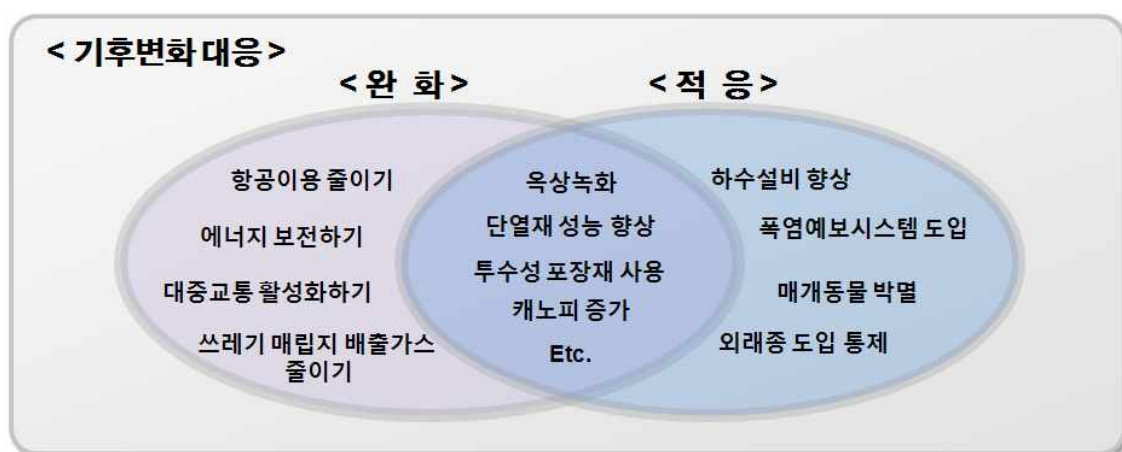 < 기후변화 대응 >
< 완 화 >
< 적 응 >
항공이용 줄이기
에너지 보전하기
대중교통 활성화하기
쓰레기 매립지 배출가스
줄이기
옥상녹화
단열재 성능 향상
투수성 포장재 사용
캐노피 증가
Etc.
하수설비 향상
폭염예보시스템 도입
매개동물 박멸
외래종 도입 통제